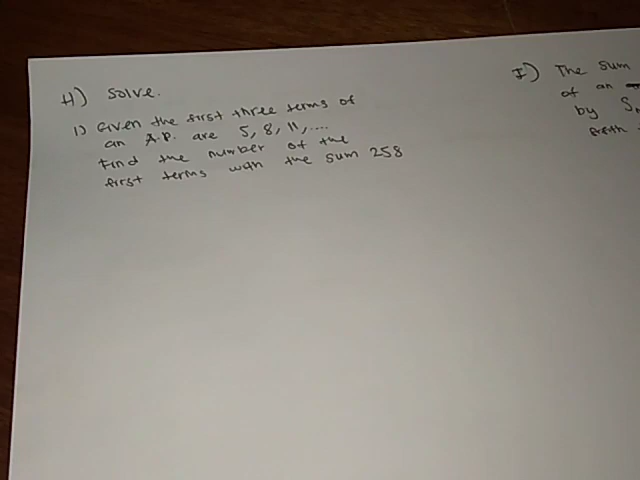 H) Solve.
1) Given the first three terms of
an A.P. are 5, 8, 11, ....
Find the number of the
first terms with the sum 258
I) The sum
of an
by Sn